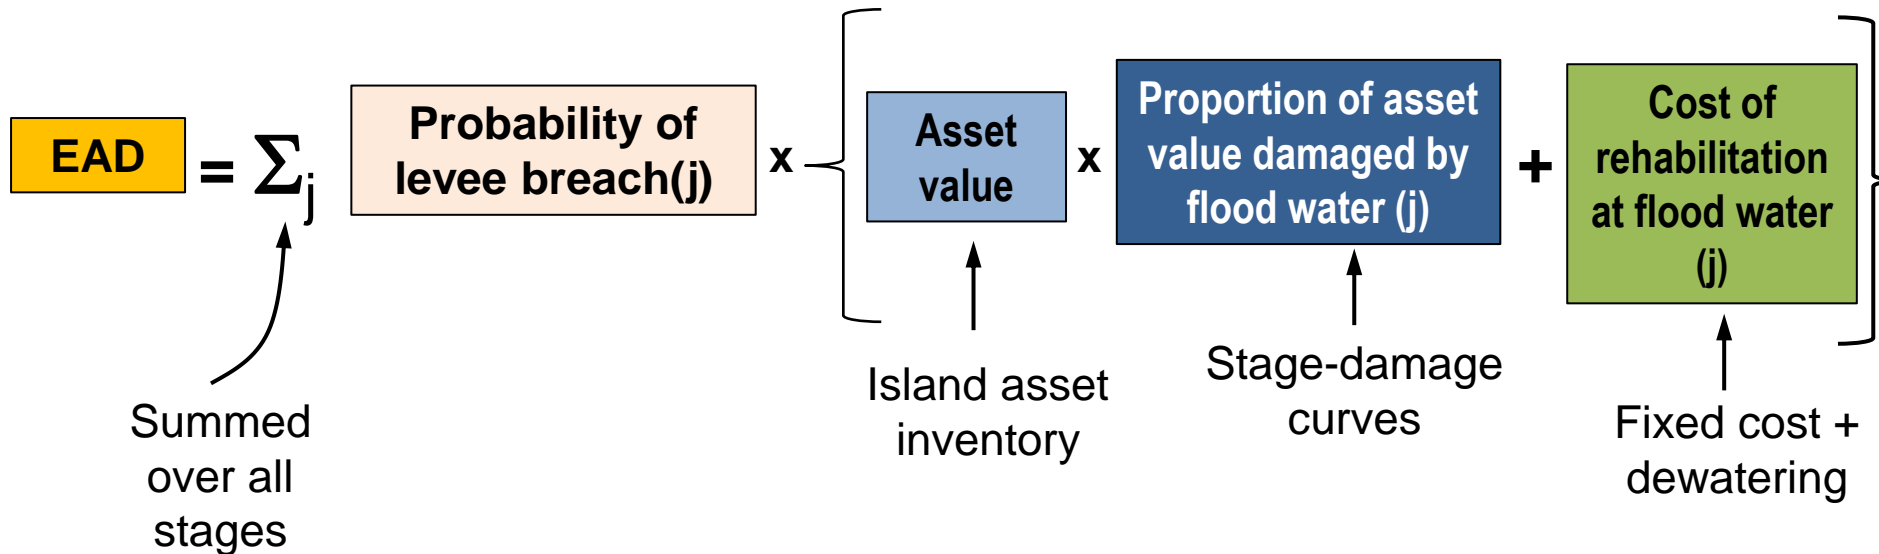 EAD
= Σj
Probability of
levee breach(j)
x
Asset
value
x
Proportion of asset
value damaged by
flood water (j)
+
Cost of
rehabilitation
at flood water
(j)
Summed
over all
stages
Island asset
inventory
Stage-damage
curves
Fixed cost +
dewatering